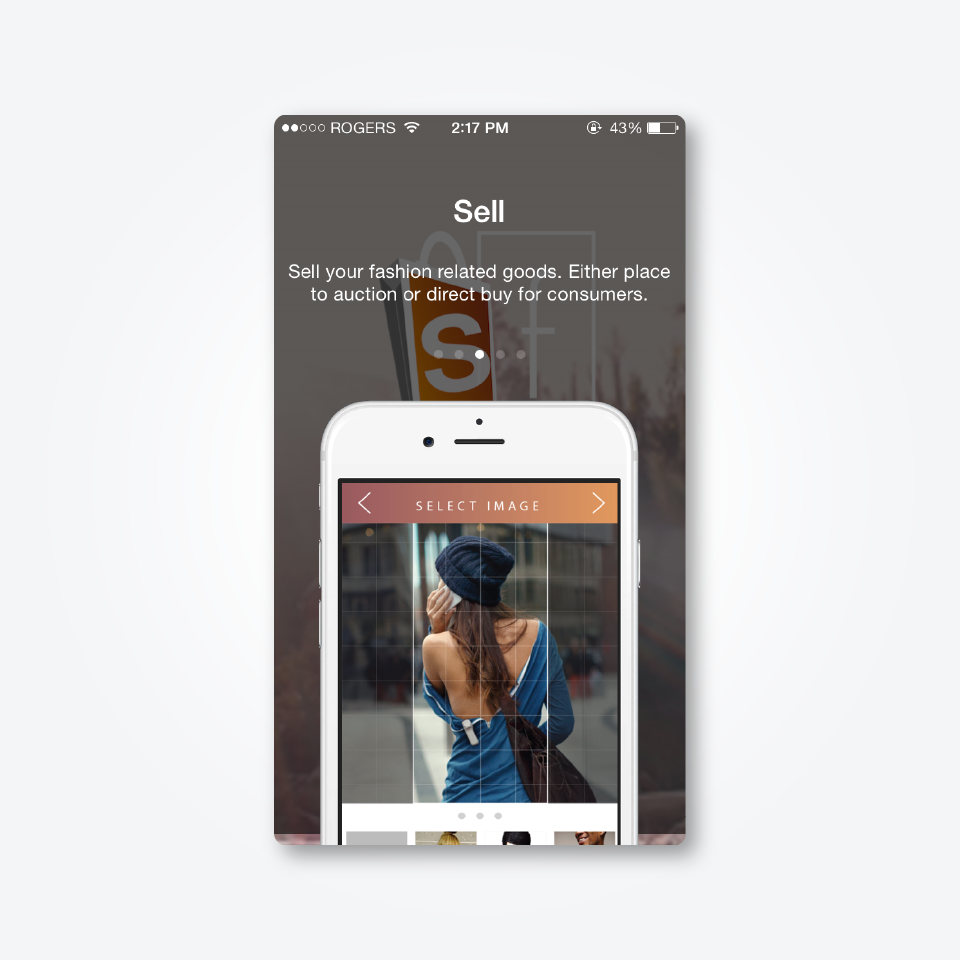 ROGERS 2:17 PM 43%
Sell
Sell your fashion related goods. Either place
to auction or direct buy for consumers.
S f
SELECT IMAGE